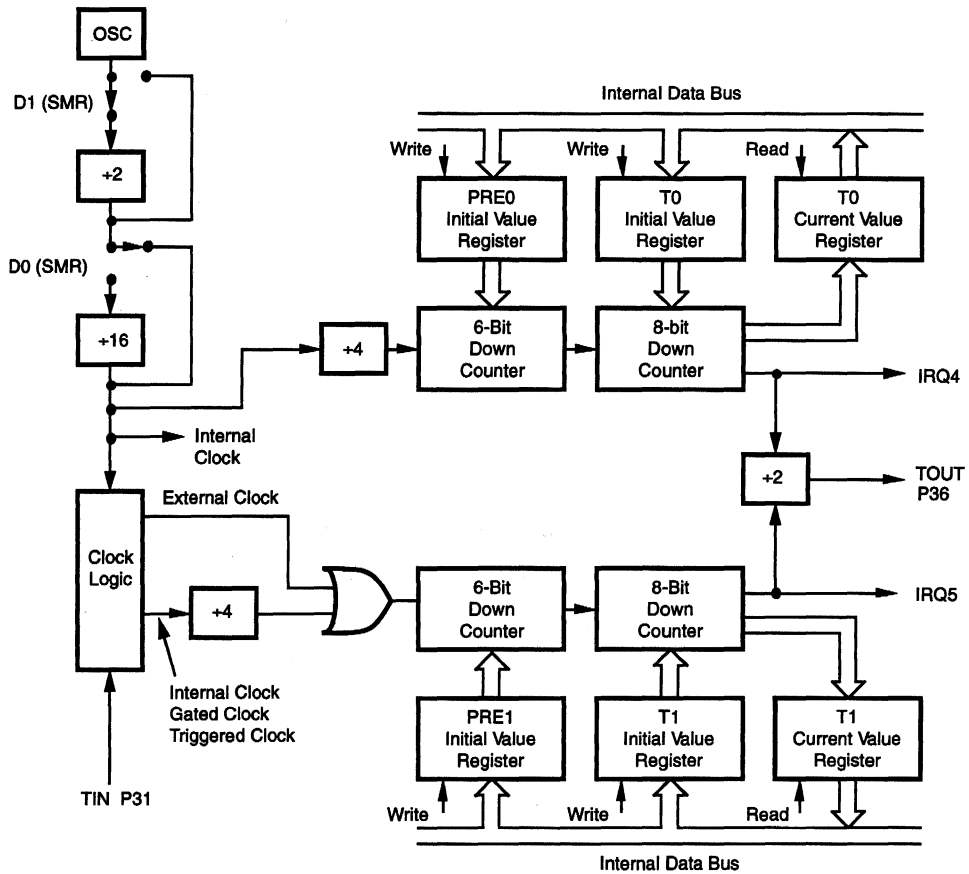 OSC
D1 (SMR)
÷2
D0 (SMR)
÷16
Internal Data Bus
Write
Write
Read
PRE0
Initial Value
Register
T0
Initial Value
Register
T0
Current Value
Register
÷4
6-Bit
Down
Counter
8-bit
Down
Counter
IRQ4
Internal
Clock
÷2
TOUT
P36
External Clock
Clock
Logic
÷4
6-Bit
Down
Counter
8-Bit
Down
Counter
IRQ5
Internal Clock
Gated Clock
Triggered Clock
PRE1
Initial Value
Register
T1
Initial Value
Register
T1
Current Value
Register
TIN P31
Write
Write
Read
Internal Data Bus